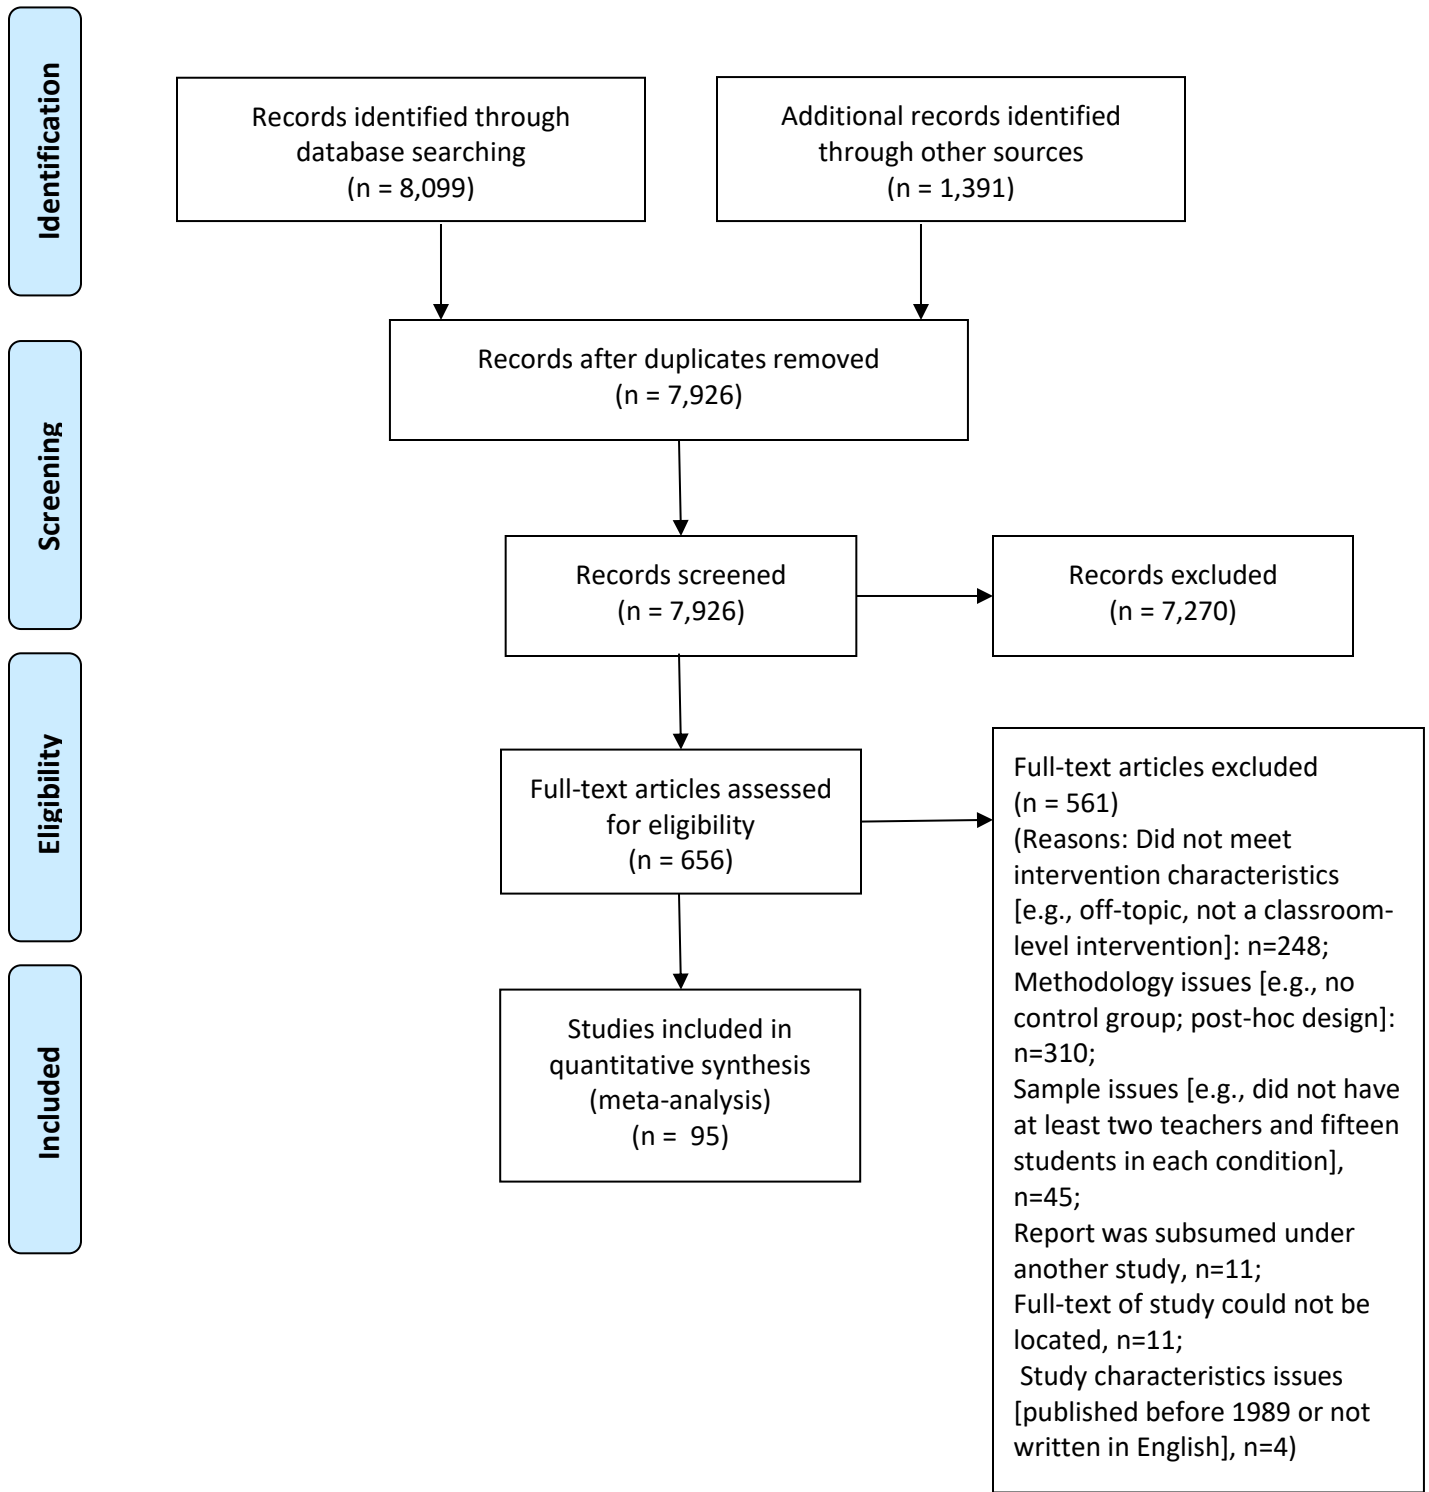 Identification
Records identified through
database searching
(n = 8,099)
Additional records identified
through other sources
(n = 1,391)
Records after duplicates removed
(n = 7,926)
Screening
Records screened
(n = 7,926)
Records excluded
(n = 7,270)
Eligibility
Full-text articles assessed
for eligibility
(n = 656)
Full-text articles excluded
(n = 561)
(Reasons: Did not meet
intervention characteristics
[e.g., off-topic, not a classroom-
level intervention]: n=248;
Methodology issues [e.g., no
control group; post-hoc design]:
n=310;
Sample issues [e.g., did not have
at least two teachers and fifteen
students in each condition],
n=45;
Report was subsumed under
another study, n=11;
Full-text of study could not be
located, n=11;
Study characteristics issues
[published before 1989 or not
written in English], n=4)
Included
Studies included in
quantitative synthesis
(meta-analysis)
(n =  95)